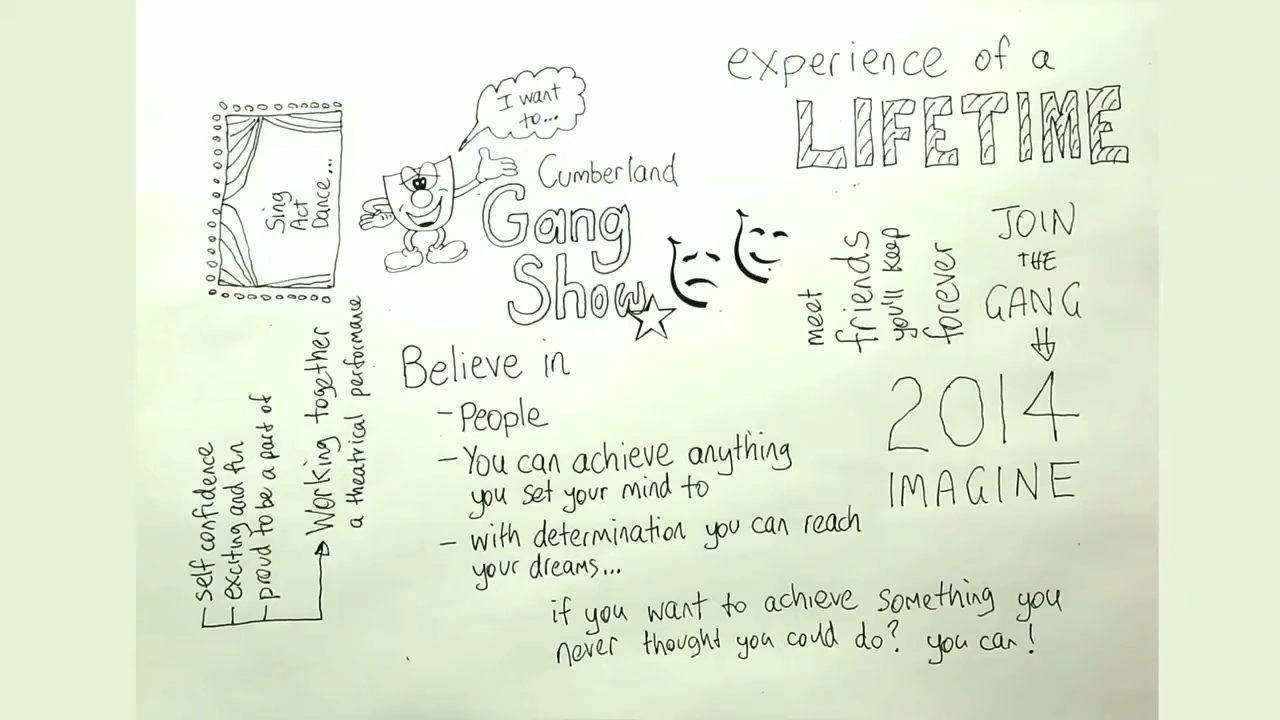 experience of a
LIFETIME
I want
to...
Sing
Act
Dance...
Cumberland
Gang
Show
meet
friends
you'll keep
forever
JOIN
THE
GANG
2014
IMAGINE
Believe in
- People
- You can achieve anything
you set your mind to
- with determination you can reach
your dreams...
self confidence
exciting and fun
proud to be a part of
Working together
a theatrical performance
if you want to achieve something you
never thought you could do? you can!